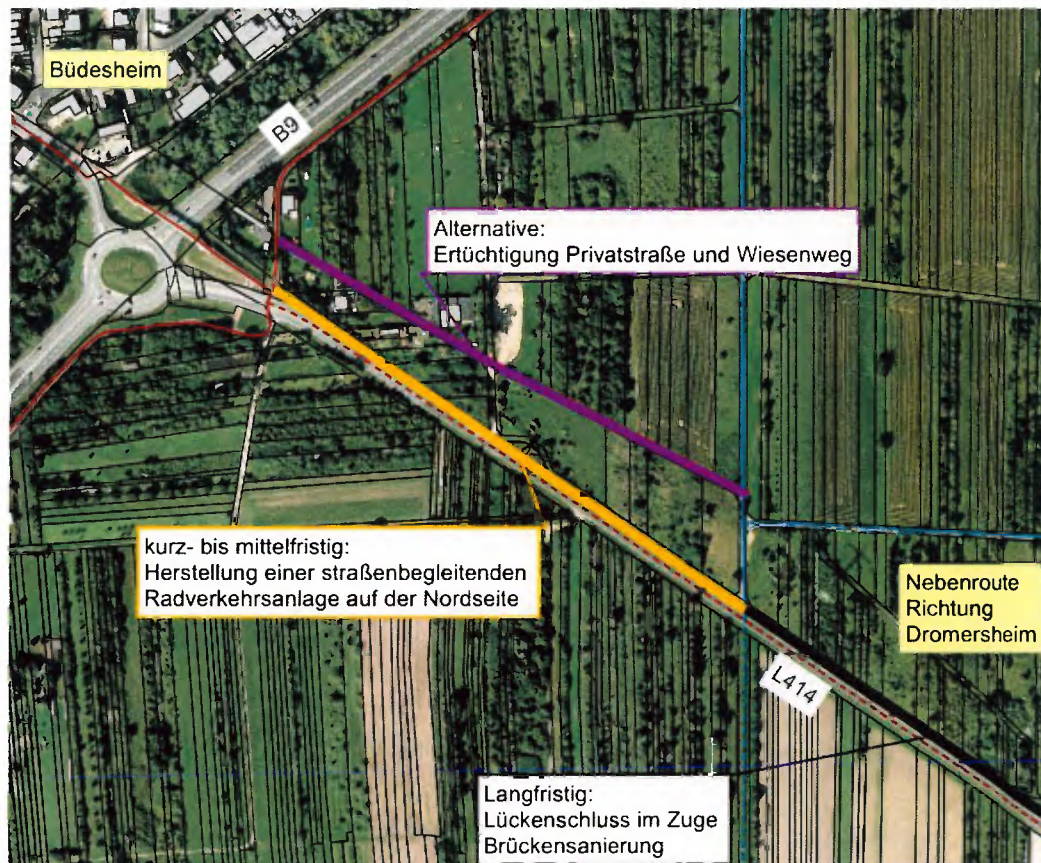 Büdesheim
B9
Alternative:
Ertüchtigung Privatstraße und Wiesenweg
kurz- bis mittelfristig:
Herstellung einer straßenbegleitenden
Radverkehrsanlage auf der Nordseite
Nebenroute
Richtung
Dromersheim
L414
Langfristig:
Lückenschluss im Zuge
Brückensanierung